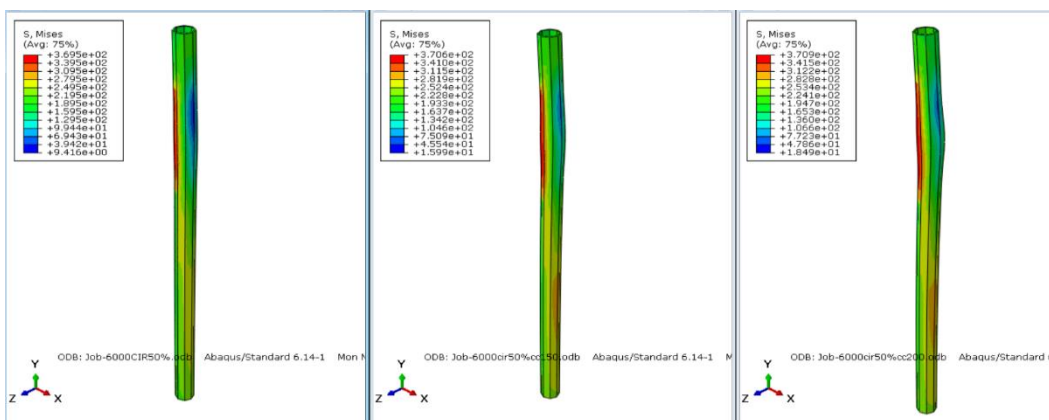 S, Mises
(Avg: 75%)
+3.695e+02
+3.395e+02
+3.095e+02
+2.795e+02
+2.495e+02
+2.195e+02
+1.895e+02
+1.595e+02
+1.295e+02
+9.944e+01
+6.943e+01
+3.942e+01
+9.416e+00
ODB: Job-6000CIR50%.odb Abaqus/Standard 6.14-1 Mon
Y
Z
X
S, Mises
(Avg: 75%)
+3.706e+02
+3.410e+02
+3.115e+02
+2.819e+02
+2.524e+02
+2.228e+02
+1.933e+02
+1.637e+02
+1.342e+02
+1.046e+02
+7.509e+01
+4.554e+01
+1.599e+01
ODB: Job-6000cir50%cc150.odb Abaqus/Standard 6.14-1
Y
Z
X
S, Mises
(Avg: 75%)
+3.709e+02
+3.415e+02
+3.122e+02
+2.828e+02
+2.534e+02
+2.241e+02
+1.947e+02
+1.653e+02
+1.360e+02
+1.066e+02
+7.723e+01
+4.786e+01
+1.849e+01
ODB: Job-6000cir50%cc200.odb Abaqus/Standard
Y
Z
X